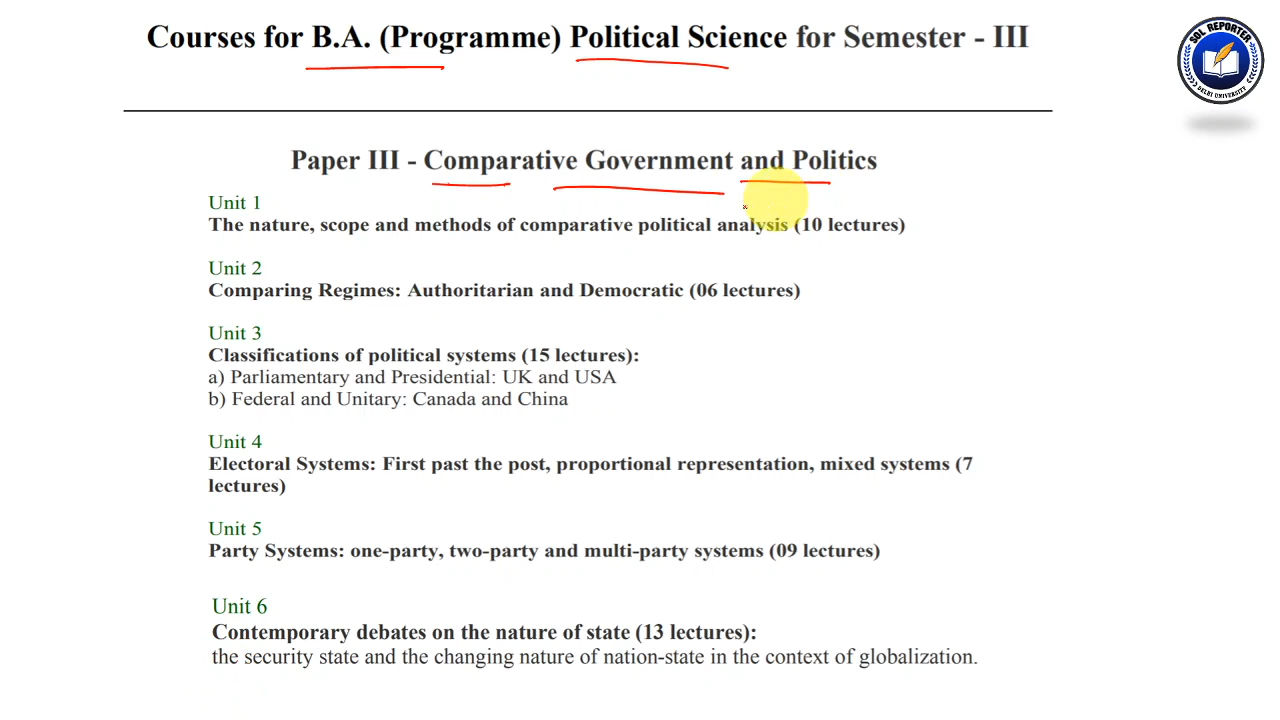 Courses for B.A. (Programme) Political Science for Semester - III
SOL REPORTER
DELHI UNIVERSITY
Paper III - Comparative Government and Politics
Unit 1
The nature, scope and methods of comparative political analysis (10 lectures)
Unit 2
Comparing Regimes: Authoritarian and Democratic (06 lectures)
Unit 3
Classifications of political systems (15 lectures):
a) Parliamentary and Presidential: UK and USA
b) Federal and Unitary: Canada and China
Unit 4
Electoral Systems: First past the post, proportional representation, mixed systems (7
lectures)
Unit 5
Party Systems: one-party, two-party and multi-party systems (09 lectures)
Unit 6
Contemporary debates on the nature of state (13 lectures):
the security state and the changing nature of nation-state in the context of globalization.